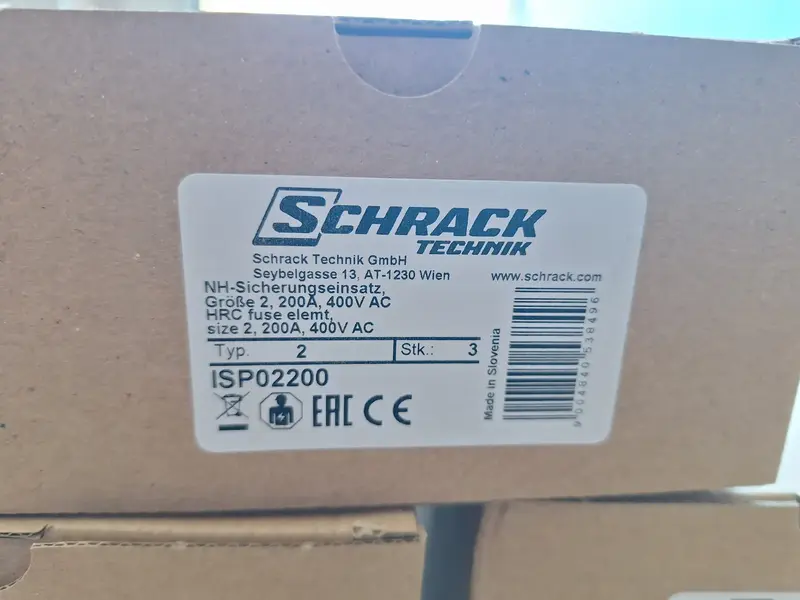 SCHRACK
TECHNIK
Schrack Technik GmbH
Seybelgasse 13, AT-1230 Wien
www.schrack.com
NH-Sicherungseinsatz,
Größe 2, 200A, 400V AC
HRC fuse elemt,
size 2, 200A, 400V AC
Typ. 2 Stk.: 3
ISP02200
EAC CE
Made in Slovenia
9004840538496